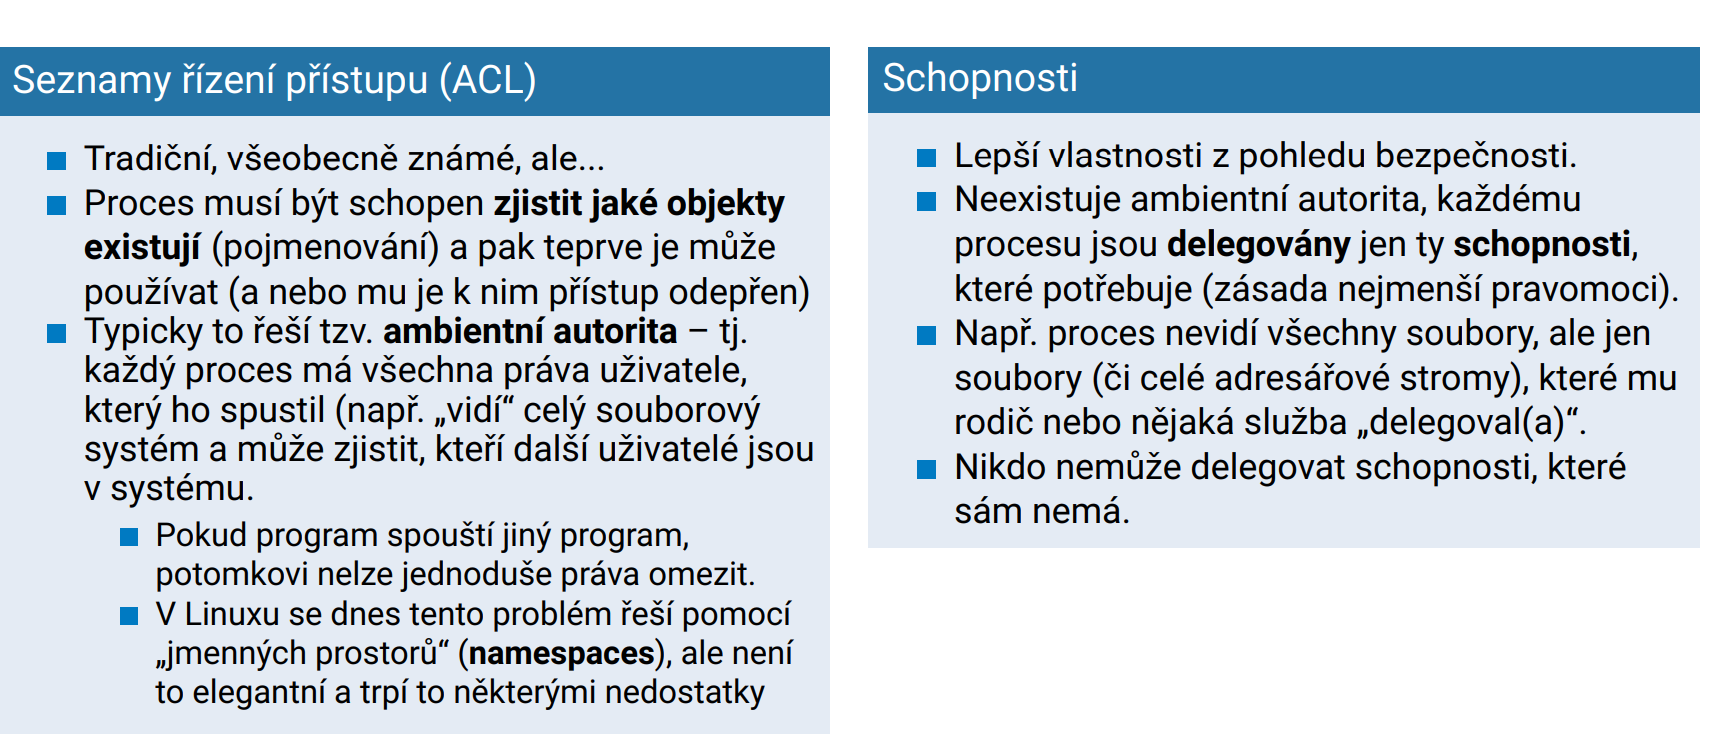 Seznamy řízení přístupu (ACL)
Tradiční, všeobecně známé, ale...
Proces musí být schopen zjistit jaké objekty
existují (pojmenování) a pak teprve je může
používat (a nebo mu je k nim přístup odepřen)
Typicky to řeší tzv. ambientní autorita – tj.
každý proces má všechna práva uživatele,
který ho spustil (např. „vidí“ celý souborový
systém a může zjistit, kteří další uživatelé jsou
v systému.
Pokud program spouští jiný program,
potomkovi nelze jednoduše práva omezit.
V Linuxu se dnes tento problém řeší pomocí
„jmenných prostorů“ (namespaces), ale není
to elegantní a trpí to některými nedostatky
Schopnosti
Lepší vlastnosti z pohledu bezpečnosti.
Neexistuje ambientní autorita, každému
procesu jsou delegovány jen ty schopnosti,
které potřebuje (zásada nejmenší pravomoci).
Např. proces nevidí všechny soubory, ale jen
soubory (či celé adresářové stromy), které mu
rodič nebo nějaká služba „delegoval(a)“.
Nikdo nemůže delegovat schopnosti, které
sám nemá.